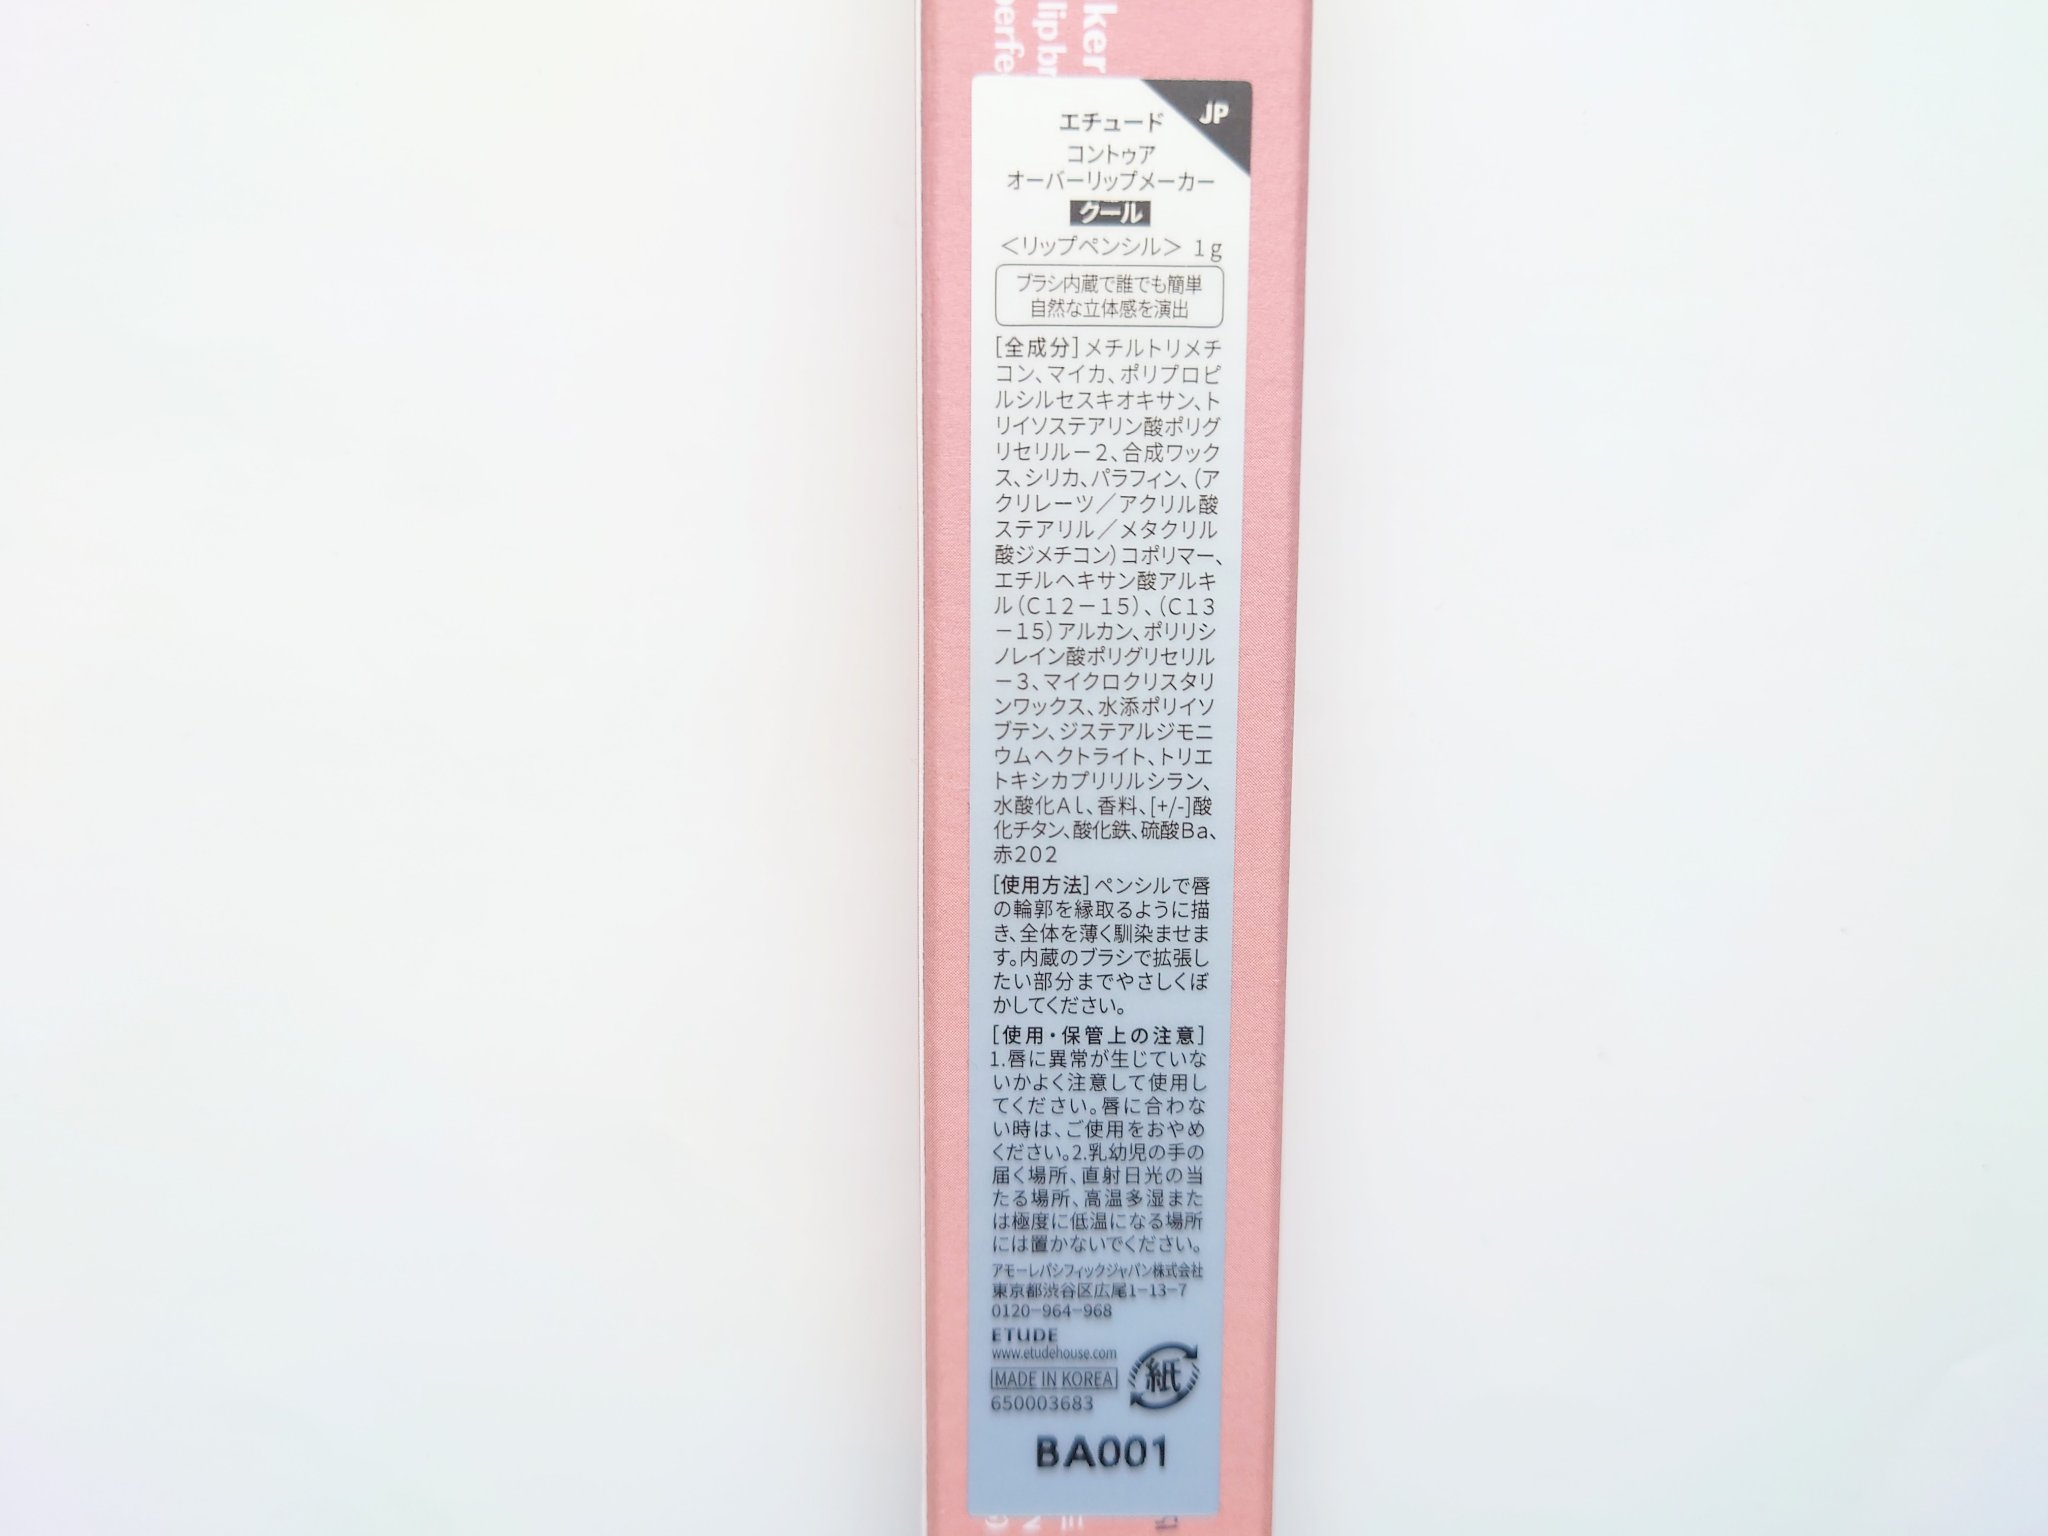 ker
lip br
perfe
JP
エチュード
コントゥア
オーバーリップメーカー
クール
＜リップペンシル＞ 1g
ブラシ内蔵で誰でも簡単
自然な立体感を演出
[全成分]メチルトリメチ
コン、マイカ、ポリプロピ
ルシルセスキオキサン、ト
リイソステアリン酸ポリグ
リセリル－2、合成ワック
ス、シリカ、パラフィン、(ア
クリレーツ／アクリル酸
ステアリル／メタクリル
酸ジメチコン)コポリマー、
エチルヘキサン酸アルキ
ル(C12－15)、(C13
－15)アルカン、ポリリシ
ノレイン酸ポリグリセリル
－3、マイクロクリスタリ
ンワックス、水添ポリイソ
ブテン、ジステアルジモニ
ウムヘクトライト、トリエ
トキシカプリリルシラン、
水酸化Al、香料、[+/-]酸
化チタン、酸化鉄、硫酸Ba、
赤202
[使用方法]ペンシルで唇
の輪郭を縁取るように描
き、全体を薄く馴染ませま
す。内蔵のブラシで拡張し
たい部分までやさしくぼ
かしてください。
[使用・保管上の注意]
1.唇に異常が生じていな
いかよく注意して使用し
てください。唇に合わな
い時は、ご使用をおやめ
ください。2.乳幼児の手の
届く場所、直射日光の当
たる場所、高温多湿また
は極度に低温になる場所
には置かないでください。
アモーレパシフィックジャパン株式会社
東京都渋谷区広尾1－13－7
0120－964－968
ETUDE
www.etudehouse.com
MADE IN KOREA
紙
650003683
BA001